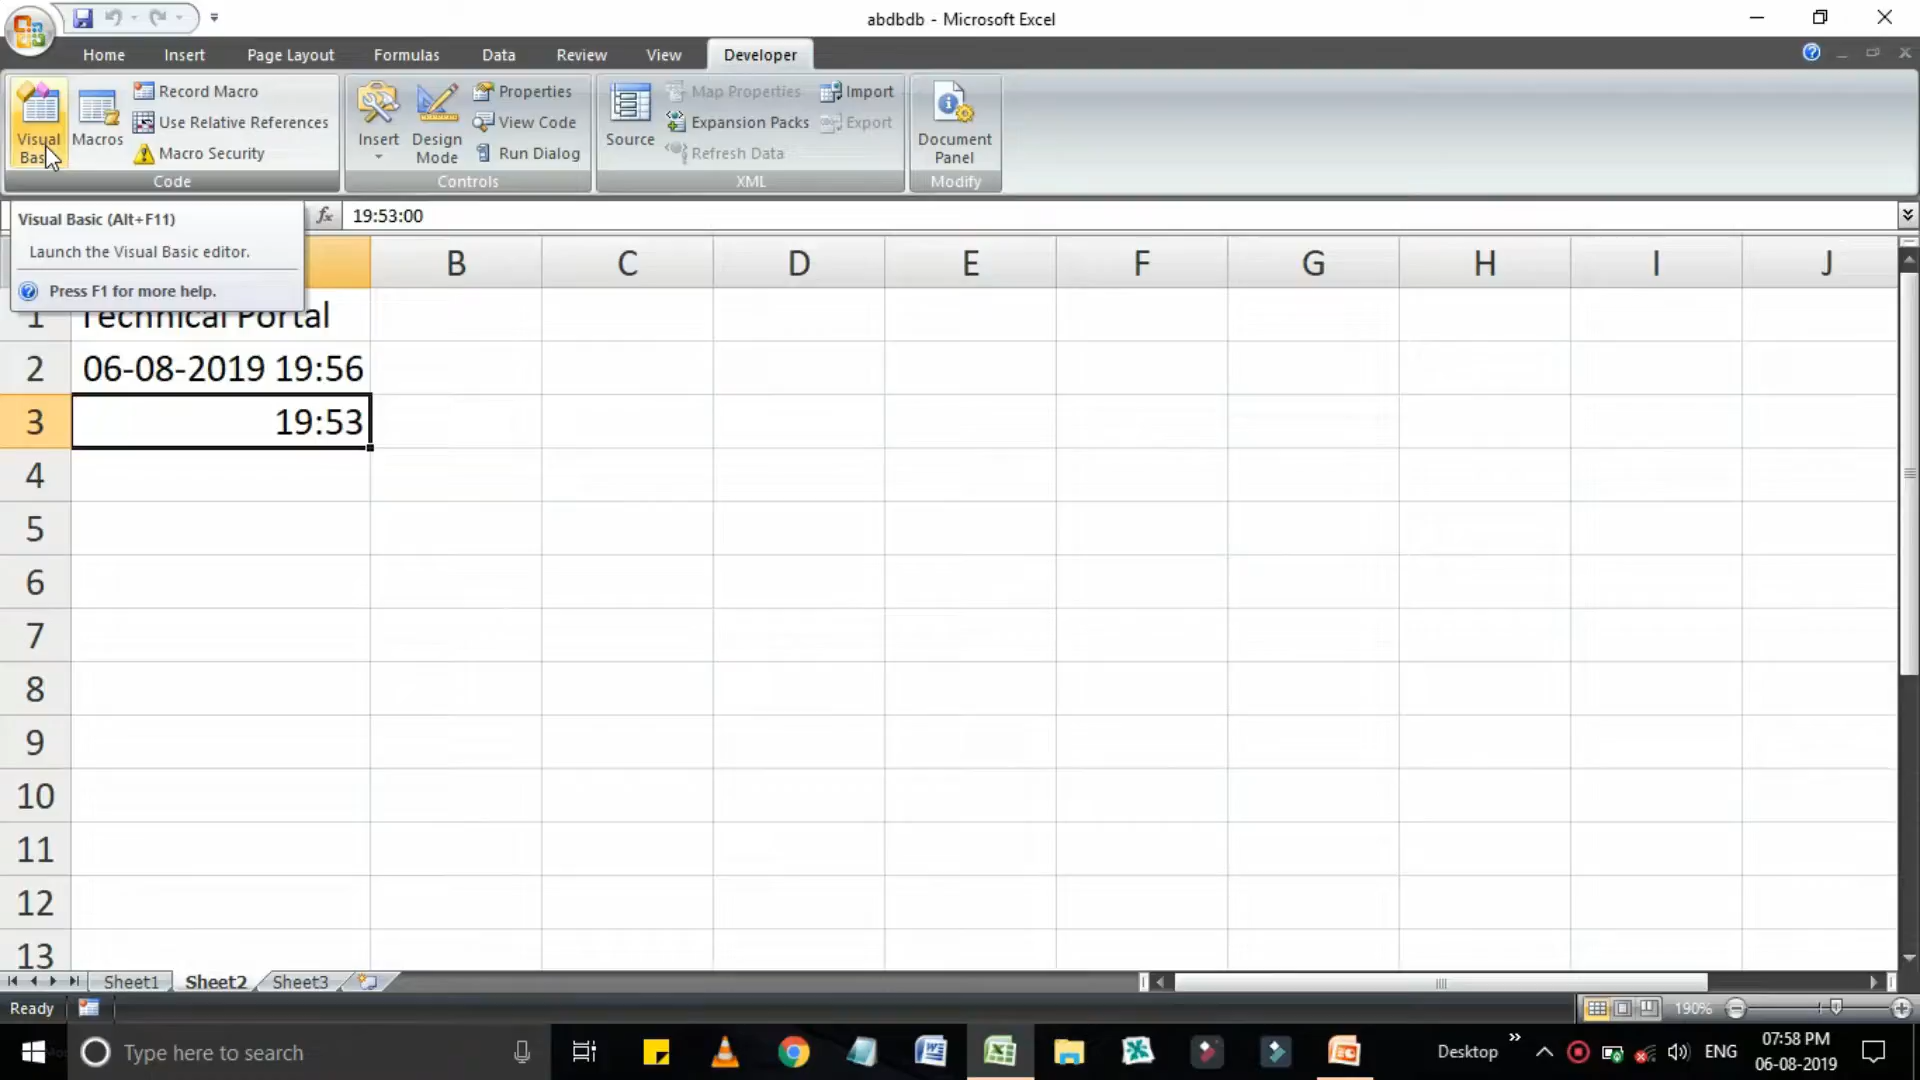 abdbdb - Microsoft Excel
Home Insert Page Layout Formulas Data Review View Developer
Visual Basic
Macros
Record Macro
Use Relative References
Macro Security
Code
Insert
Design Mode
Properties
View Code
Run Dialog
Controls
Source
Map Properties
Expansion Packs
Refresh Data
Import
Export
XML
Document Panel
Modify
Visual Basic (Alt+F11)
Launch the Visual Basic editor.
Press F1 for more help.
fx 19:53:00
B C D E F G H I J
1 Technical Portal
2 06-08-2019 19:56
3 19:53
4
5
6
7
8
9
10
11
12
13
Sheet1 Sheet2 Sheet3
Ready 190%
Type here to search
Desktop ENG
07:58 PM
06-08-2019